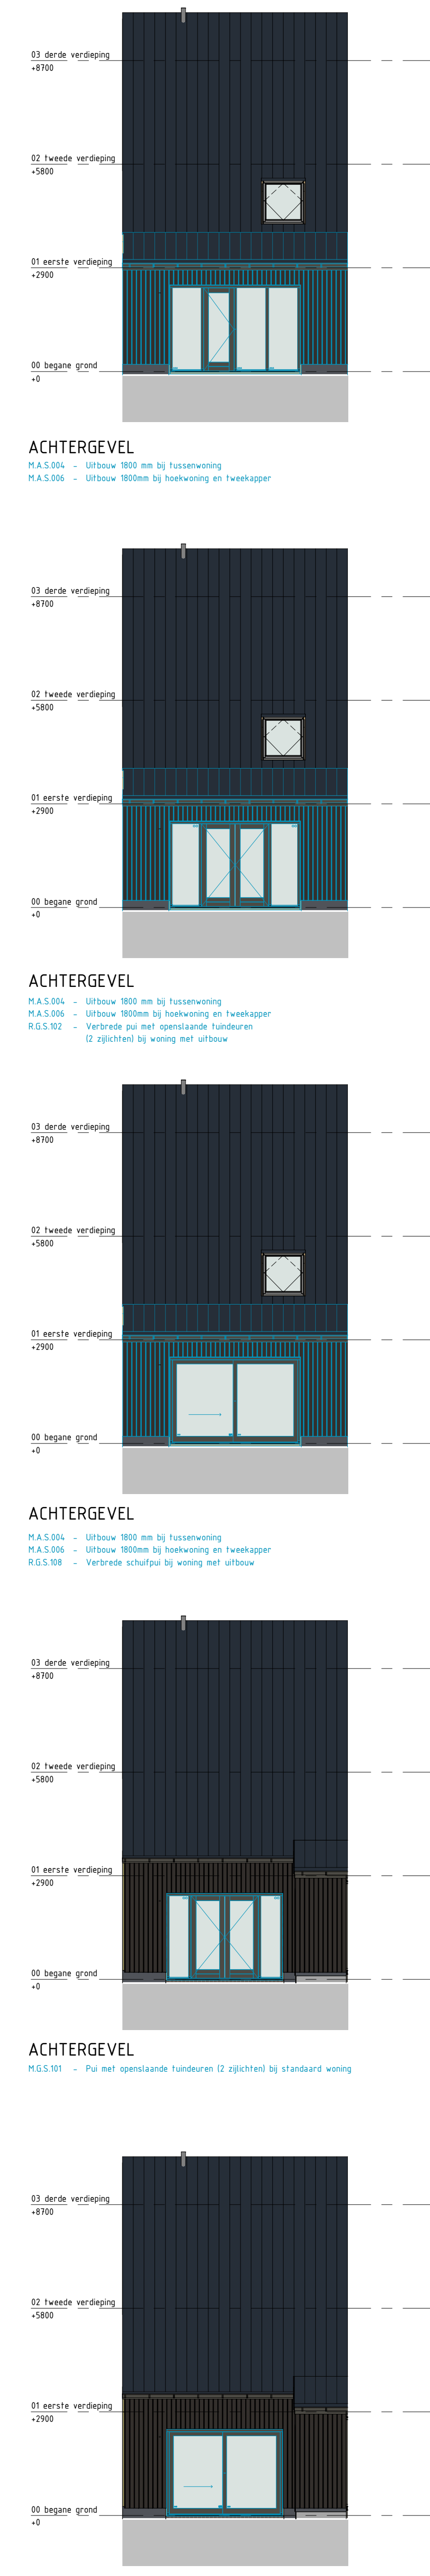 03 derde verdieping
+8700
02 tweede verdieping
+5800
01 eerste verdieping
+2900
00 begane grond
+0
ACHTERGEVEL
M.A.S.004 - Uitbouw 1800 mm bij tussenwoning
M.A.S.006 - Uitbouw 1800mm bij hoekwoning en tweekapper
03 derde verdieping
+8700
02 tweede verdieping
+5800
01 eerste verdieping
+2900
00 begane grond
+0
ACHTERGEVEL
M.A.S.004 - Uitbouw 1800 mm bij tussenwoning
M.A.S.006 - Uitbouw 1800mm bij hoekwoning en tweekapper
R.G.S.102 - Verbrede pui met openslaande tuindeuren
(2 zijlichten) bij woning met uitbouw
03 derde verdieping
+8700
02 tweede verdieping
+5800
01 eerste verdieping
+2900
00 begane grond
+0
ACHTERGEVEL
M.A.S.004 - Uitbouw 1800 mm bij tussenwoning
M.A.S.006 - Uitbouw 1800mm bij hoekwoning en tweekapper
R.G.S.108 - Verbrede schuifpui bij woning met uitbouw
03 derde verdieping
+8700
02 tweede verdieping
+5800
01 eerste verdieping
+2900
00 begane grond
+0
ACHTERGEVEL
M.G.S.101 - Pui met openslaande tuindeuren (2 zijlichten) bij standaard woning
03 derde verdieping
+8700
02 tweede verdieping
+5800
01 eerste verdieping
+2900
00 begane grond
+0